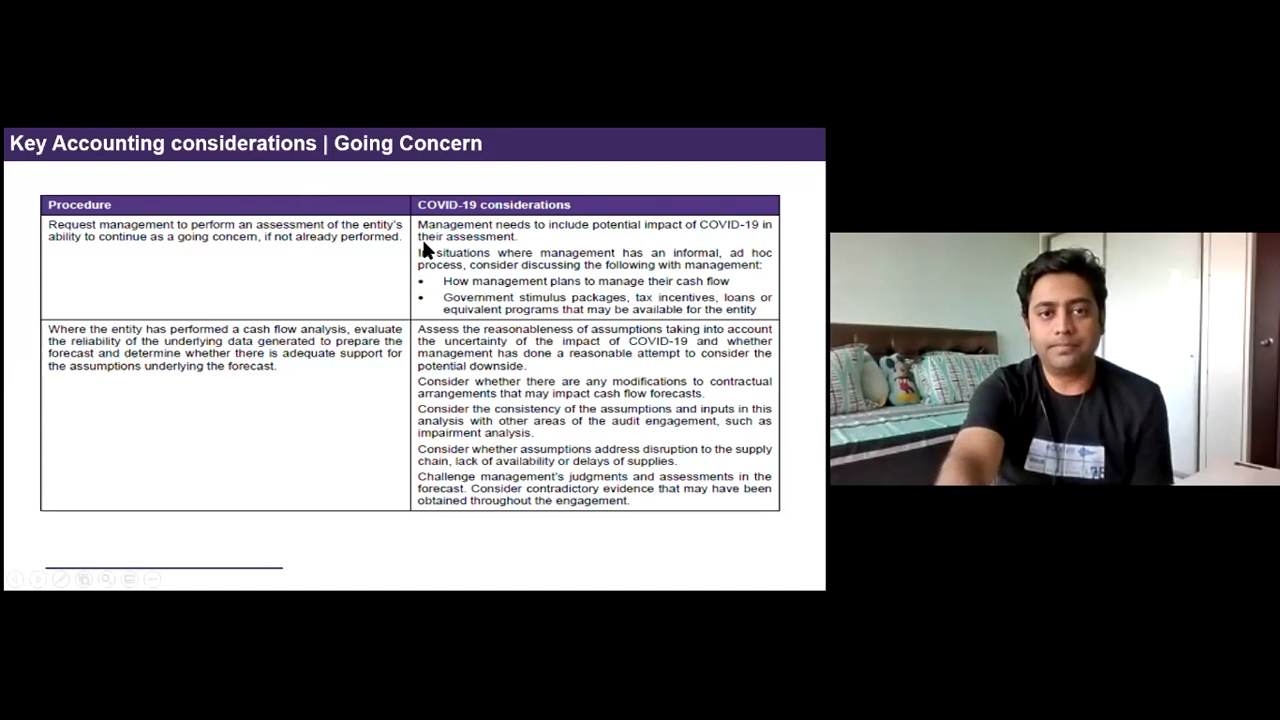 Key Accounting considerations | Going Concern
Procedure
COVID-19 considerations
Request management to perform an assessment of the entity's
ability to continue as a going concern, if not already performed.
Management needs to include potential impact of COVID-19 in
their assessment.
situations where management has an informal, ad hoc
process, consider discussing the following with management:
• How management plans to manage their cash flow
• Government stimulus packages, tax incentives, loans or
equivalent programs that may be available for the entity
Where the entity has performed a cash flow analysis, evaluate
the reliability of the underlying data generated to prepare the
forecast and determine whether there is adequate support for
the assumptions underlying the forecast.
Assess the reasonableness of assumptions taking into account
the uncertainty of the impact of COVID-19 and whether
management has done a reasonable attempt to consider the
potential downside.
Consider whether there are any modifications to contractual
arrangements that may impact cash flow forecasts.
Consider the consistency of the assumptions and inputs in this
analysis with other areas of the audit engagement, such as
impairment analysis.
Consider whether assumptions address disruption to the supply
chain, lack of availability or delays of supplies.
Challenge management's judgments and assessments in the
forecast. Consider contradictory evidence that may have been
obtained throughout the engagement.